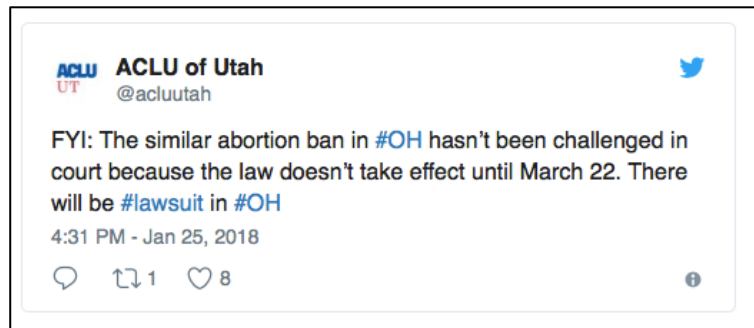 ACLU
UT
ACLU of Utah
@acluutah
FYI: The similar abortion ban in #OH hasn't been challenged in
court because the law doesn't take effect until March 22. There
will be #lawsuit in #OH
4:31 PM - Jan 25, 2018
1
8